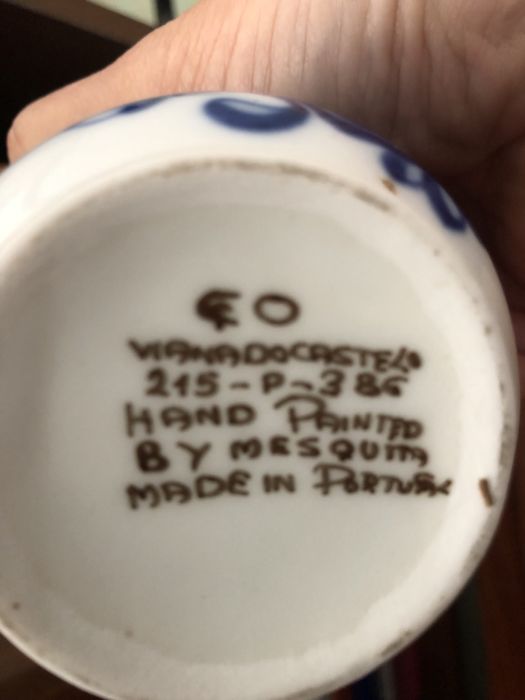 VIANADOCASTELO
215-P-386
HAND PAINTED
BY MESQUITA
MADE IN PORTUGAL